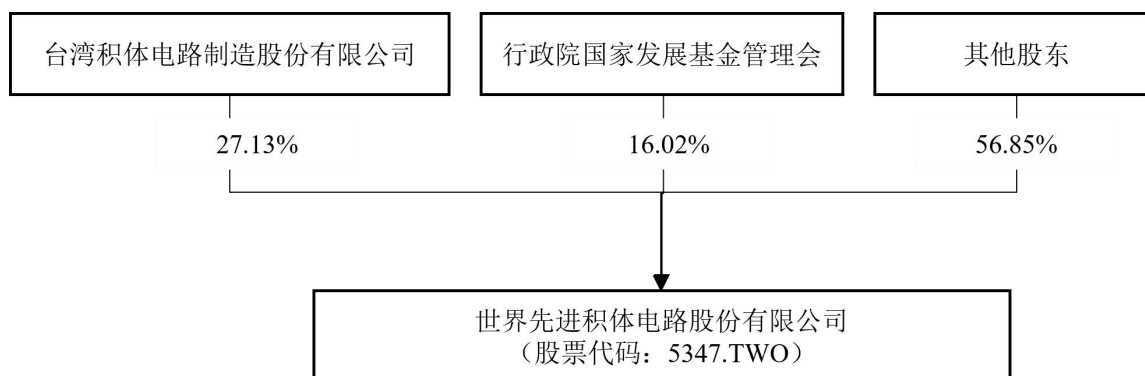 台湾积体电路制造股份有限公司
行政院国家发展基金管理会
其他股东
27.13%
16.02%
56.85%
世界先进积体电路股份有限公司
（股票代码：5347.TWO）